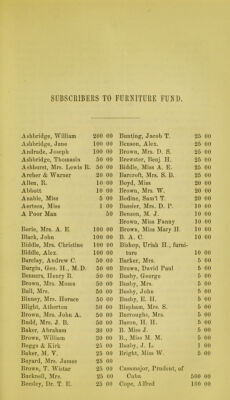 SUBSCRIBERS TO FURNITURE FUND.
Ashbridge, William 200 00
Ashbridge, Jane 100 00
Andrade, Joseph 100 00
Ashbridge, Thomasin 50 00
Ashhurst, Mrs. Lewis R. 50 00
Archer & Warner 20 00
Allen, R. 10 00
Abbott 10 00
Anable, Miss 5 00
Aertsen, Miss 1 00
A Poor Man 50
Borie, Mrs. A. E. 100 00
Black, John 100 00
Biddle, Mrs. Christine 100 00
Biddle, Alex. 100 00
Barclay, Andrew C. 50 00
Burgin, Geo. H., M.D. 50 00
Benners, Henry B. 50 00
Brown, Mrs. Moses 50 00
Ball, Mrs. 50 00
Binney, Mrs. Horace 50 00
Blight, Atherton 50 00
Brown, Mrs. John A. 50 00
Budd, Mrs. J. B. 50 00
Baker, Abraham 30 00
Brown, William 20 00
Beggs & Kirk 25 00
Baker, M. V. 25 00
Bayard, Mrs. James 25 00
Brown, T. Wistar 25 00
Bucknell, Mrs. 25 00
Beesley, Dr. T. E. 25 00
Bunting, Jacob T. 25 00
Benson, Alex. 25 00
Brown, Mrs. D. S. 25 00
Brewster, Benj. H. 25 00
Biddle, Miss A. E. 25 00
Barcroft, Mrs. S. B. 25 00
Boyd, Miss 20 00
Brown, Mrs. W. 20 00
Bodine, Sam'l T. 20 00
Bussier, Mrs. D. P. 10 00
Benson, M. J. 10 00
Brown, Miss Fanny 10 00
Brown, Miss Mary H. 10 00
B. A. C. 10 00
Bishop, Uriah H., furni-
ture 10 00
Barker, Mrs. 5 00
Brown, David Paul 5 00
Busby, George 5 00
Busby, Mrs. 5 00
Busby, John 5 00
Busby, E. H. 5 00
Bispham, Mrs. S. 5 00
Burroughs, Mrs. 5 00
Bacon, H. H. 5 00
B. Miss J. 5 00
B., Miss M. M. 5 00
Busby, J. L. 1 00
Bright, Miss W. 5 00
Casamajor, Prudent, of
Cuba 500 00
Cope, Alfred 100 00